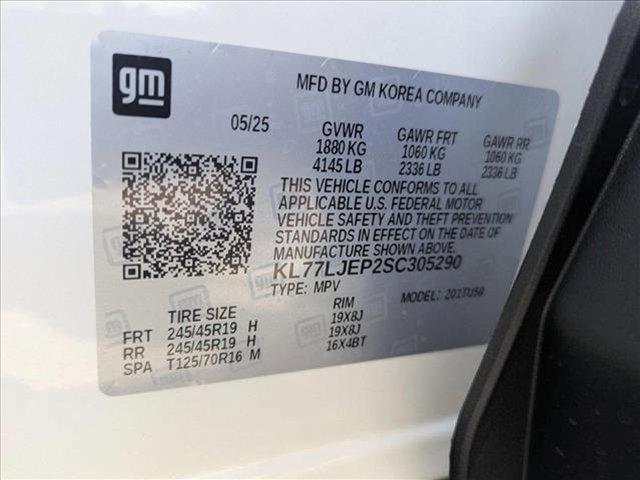 gm
MFD BY GM KOREA COMPANY
05/25 GVWR GAWR FRT GAWR RR
1880 KG 1060 KG 1060 KG
4145 LB 2336 LB 2336 LB
THIS VEHICLE CONFORMS TO ALL
APPLICABLE U.S. FEDERAL MOTOR
VEHICLE SAFETY AND THEFT PREVENTION
STANDARDS IN EFFECT ON THE DATE OF
MANUFACTURE SHOWN ABOVE.
KL77LJEP2SC305290
TYPE: MPV MODEL: 201TU58
TIRE SIZE RIM
FRT 245/45R19 H 19X8J
RR 245/45R19 H 19X8J
SPA T125/70R16 M 16X4BT